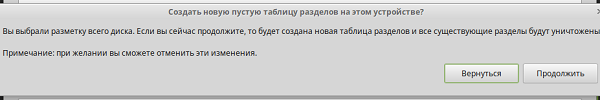 Создать новую пустую таблицу разделов на этом устройстве?
Вы выбрали разметку всего диска. Если вы сейчас продолжите, то будет создана новая таблица разделов и все существующие разделы будут уничтожены
Примечание: при желании вы сможете отменить эти изменения.
Вернуться Продолжить